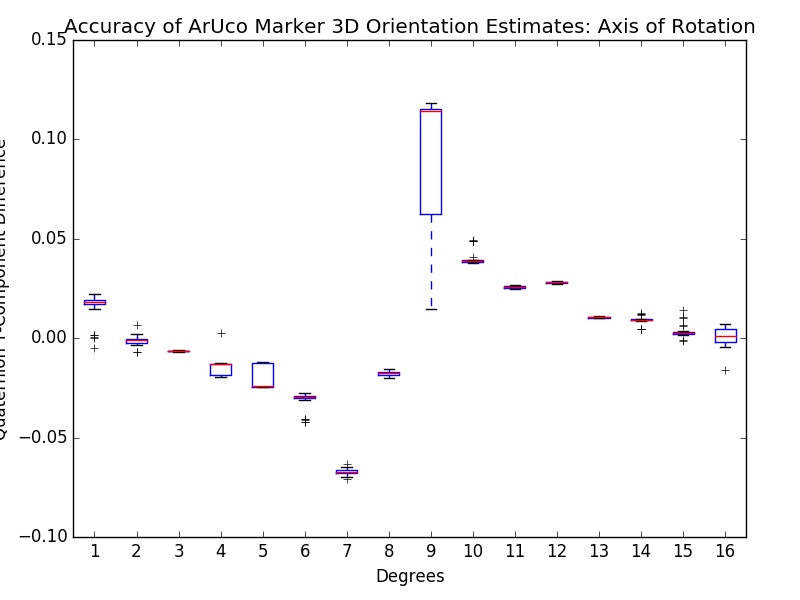 Accuracy of ArUco Marker 3D Orientation Estimates: Axis of Rotation
0.15
0.10
0.05
0.00
−0.05
−0.10
Component Difference
1 2 3 4 5 6 7 8 9 10 11 12 13 14 15 16
Degrees